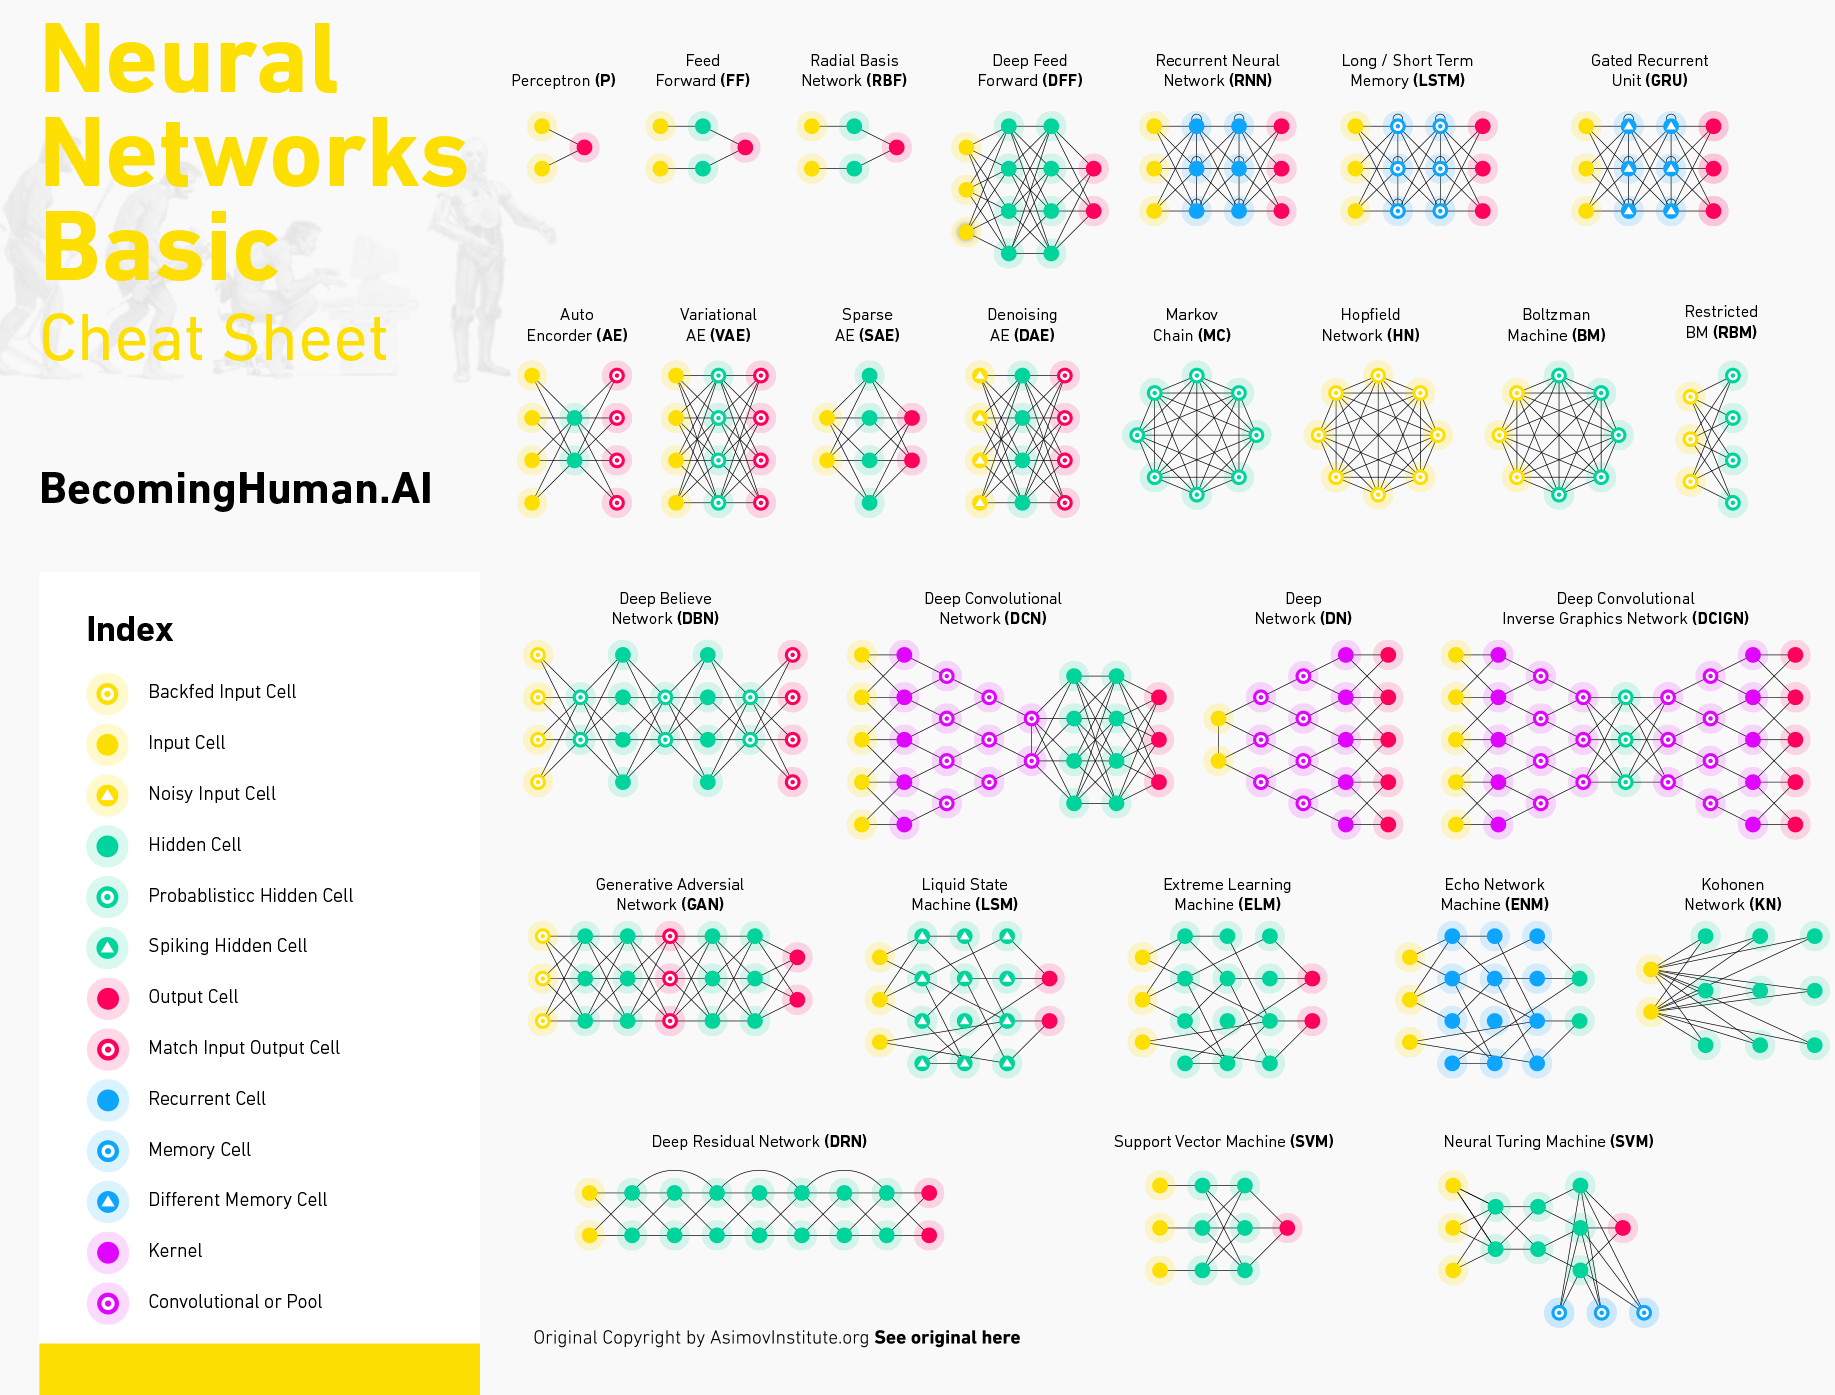 Neural
Networks
Basic
Cheat Sheet
BecomingHuman.AI
Index
Backfed Input Cell
Input Cell
Noisy Input Cell
Hidden Cell
Probablisticc Hidden Cell
Spiking Hidden Cell
Output Cell
Match Input Output Cell
Recurrent Cell
Memory Cell
Different Memory Cell
Kernel
Convolutional or Pool
Perceptron (P)
Feed
Forward (FF)
Radial Basis
Network (RBF)
Deep Feed
Forward (DFF)
Recurrent Neural
Network (RNN)
Long / Short Term
Memory (LSTM)
Gated Recurrent
Unit (GRU)
Auto
Encorder (AE)
Variational
AE (VAE)
Sparse
AE (SAE)
Denoising
AE (DAE)
Markov
Chain (MC)
Hopfield
Network (HN)
Boltzman
Machine (BM)
Restricted
BM (RBM)
Deep Believe
Network (DBN)
Deep Convolutional
Network (DCN)
Deep
Network (DN)
Deep Convolutional
Inverse Graphics Network (DCIGN)
Generative Adversial
Network (GAN)
Liquid State
Machine (LSM)
Extreme Learning
Machine (ELM)
Echo Network
Machine (ENM)
Kohonen
Network (KN)
Deep Residual Network (DRN)
Support Vector Machine (SVM)
Neural Turing Machine (SVM)
Original Copyright by AsimovInstitute.org See original here